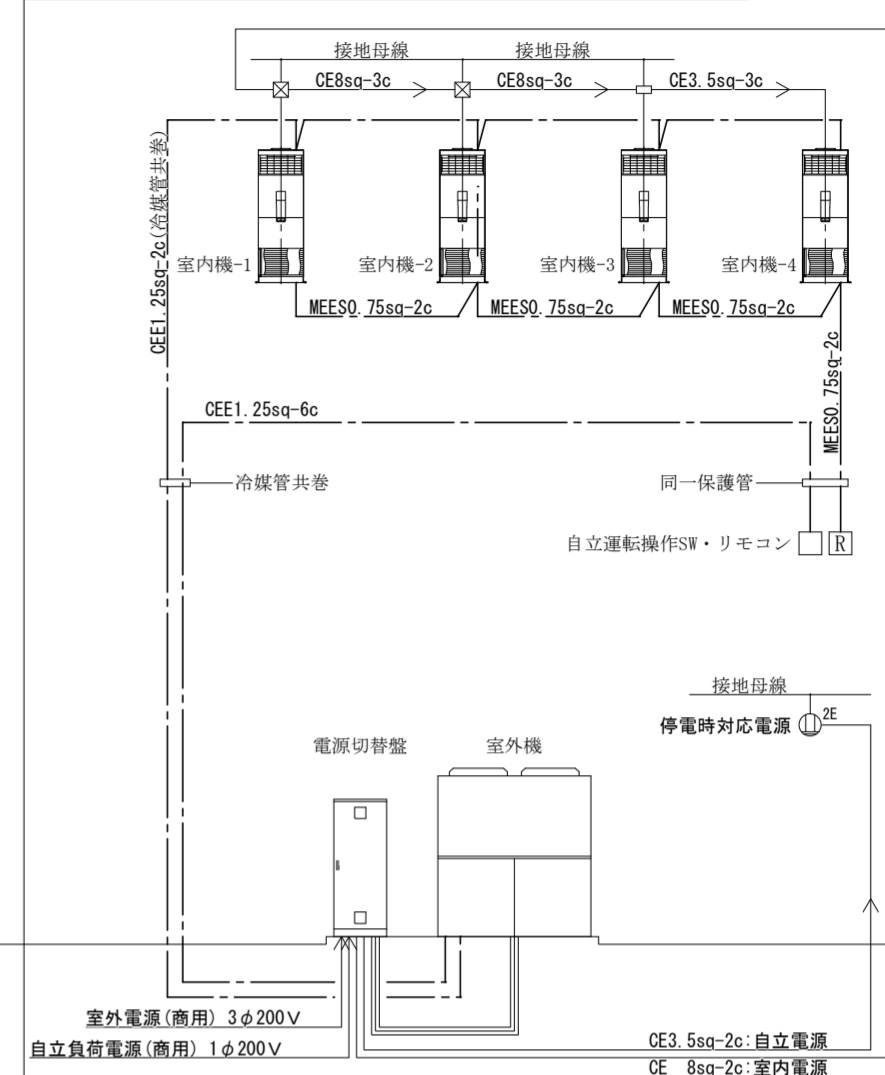 接地母線
接地母線
CE8sq-3c
CE8sq-3c
CE3.5sq-3c
CEE1.25sq-2c(冷媒管共巻)
室内機-1
室内機-2
室内機-3
室内機-4
MEES0.75sq-2c
MEES0.75sq-2c
MEES0.75sq-2c
MEES0.75sq-2c
CEE1.25sq-6c
冷媒管共巻
同一保護管
自立運転操作SW・リモコン
R
接地母線
停電時対応電源
2E
電源切替盤
室外機
室外電源(商用) 3φ200V
自立負荷電源(商用) 1φ200V
CE3.5sq-2c:自立電源
CE 8sq-2c:室内電源